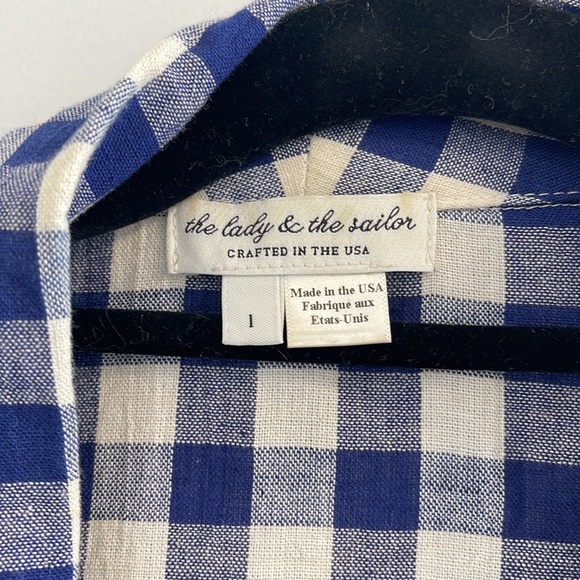 the lady & the sailor
CRAFTED IN THE USA
1
Made in the USA
Fabrique aux
Etats-Unis